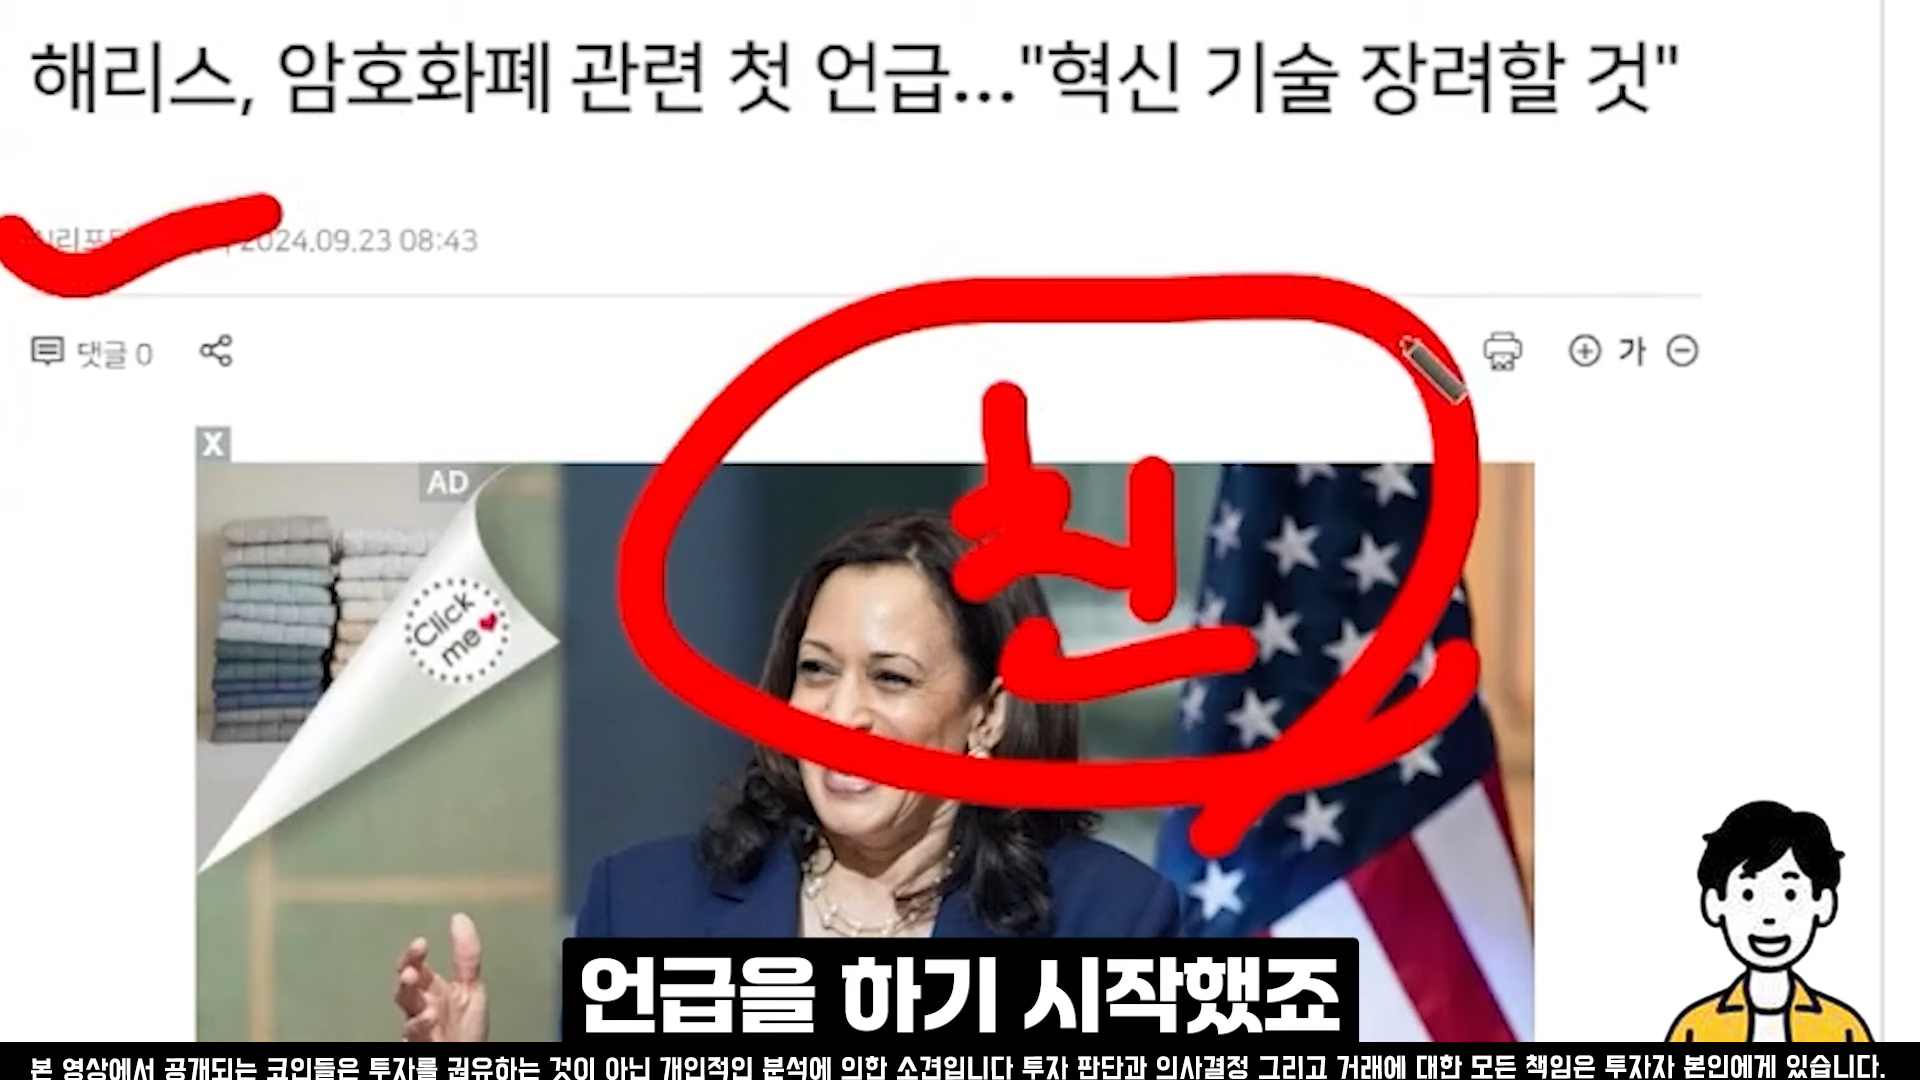 해리스, 암호화폐 관련 첫 언급..."혁신 기술 장려할 것"
2024.09.23 08:43
댓글 0
가
X
AD
친
Click me
언급을 하기 시작했죠
본 영상에서 공개되는 코인들은 투자를 권유하는 것이 아닌 개인적인 분석에 의한 소견입니다 투자 판단과 의사결정 그리고 거래에 대한 모든 책임은 투자자 본인에게 있습니다.